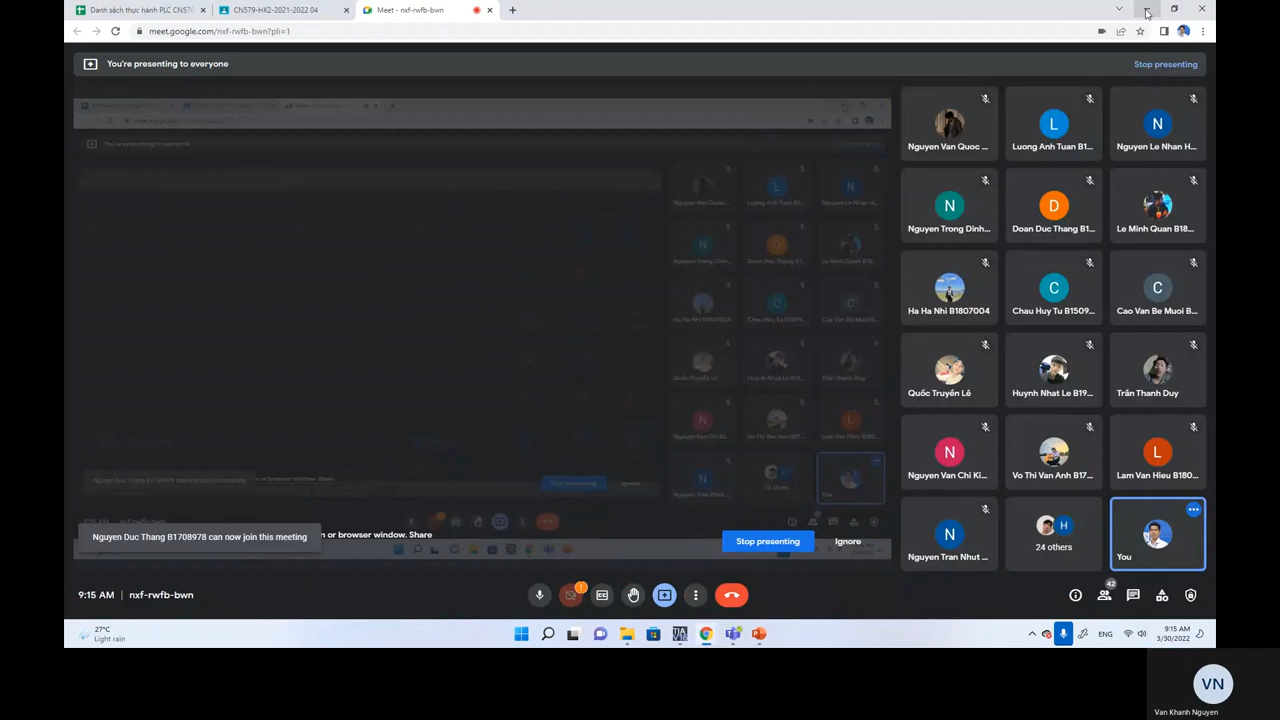 Danh sách thực hành PLC CN570
CN579-HK2-2021-2022 04
Meet - nxf-rwfb-bwn
meet.google.com/nxf-rwfb-bwn?pli=1
You're presenting to everyone
Stop presenting
Nguyen Van Quoc ...
Luong Anh Tuan B1...
Nguyen Le Nhan H...
Nguyen Trong Dinh...
Doan Duc Thang B1...
Le Minh Quan B18...
Ha Ha Nhi B1807004
Chau Huy Tu B1509...
Cao Van Be Muoi B...
Quốc Truyền Lê
Huynh Nhat Le B19...
Trần Thanh Duy
Nguyen Van Chi Ki...
Vo Thi Van Anh B17...
Lam Van Hieu B180...
Nguyen Tran Nhut ...
24 others
You
Nguyen Duc Thang B1708978 can now join this meeting
n or browser window. Share
Stop presenting
Ignore
9:15 AM | nxf-rwfb-bwn
42
27°C
Light rain
ENG
9:15 AM
3/30/2022
VN
Van Khanh Nguyen